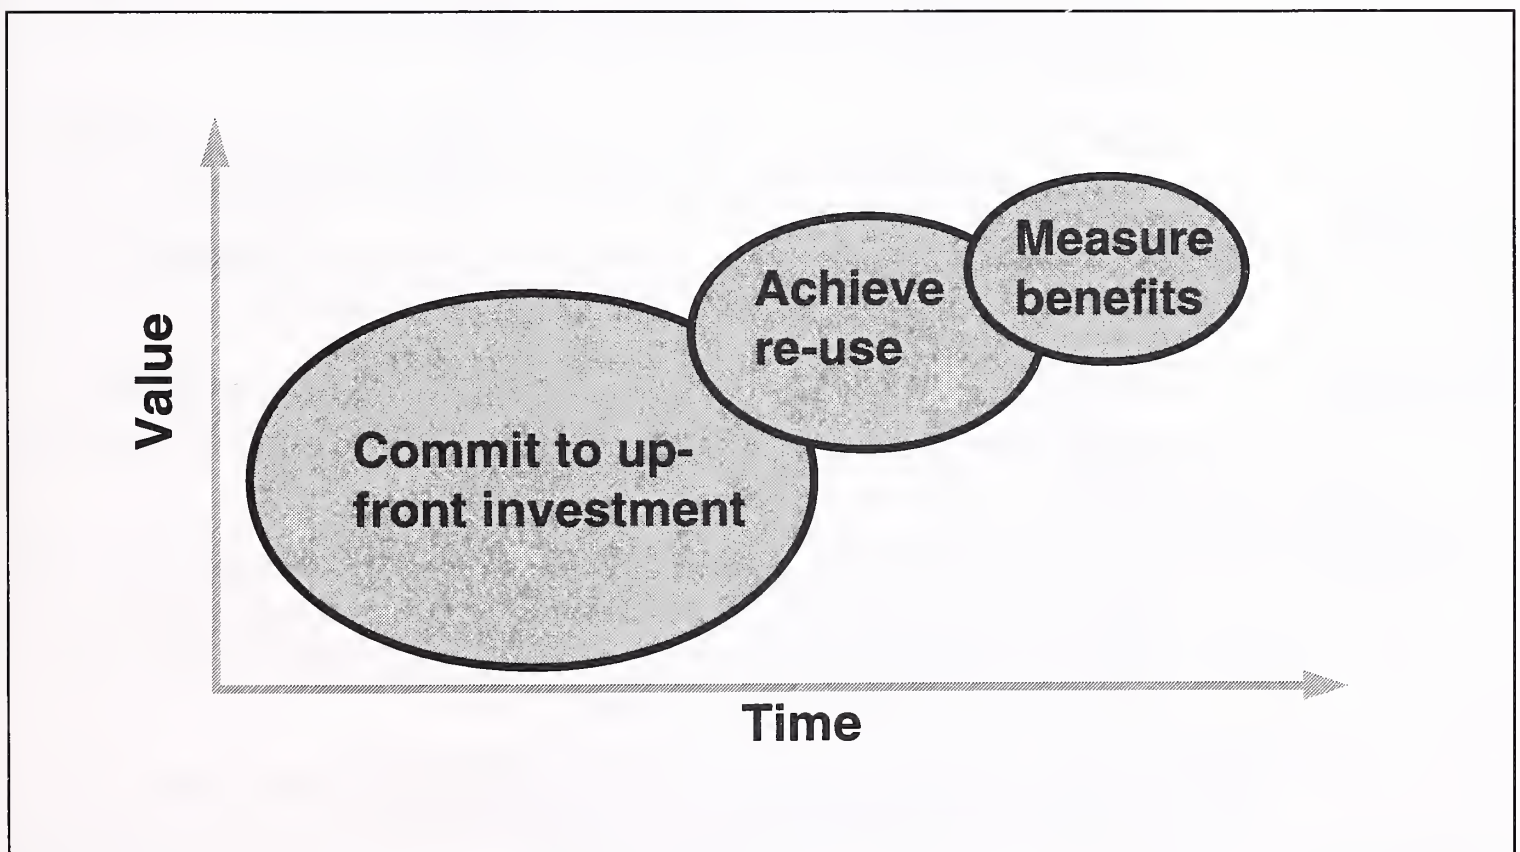 Measure
benefits
Achieve
re-use
Commit to up-
front investment
Value
Time